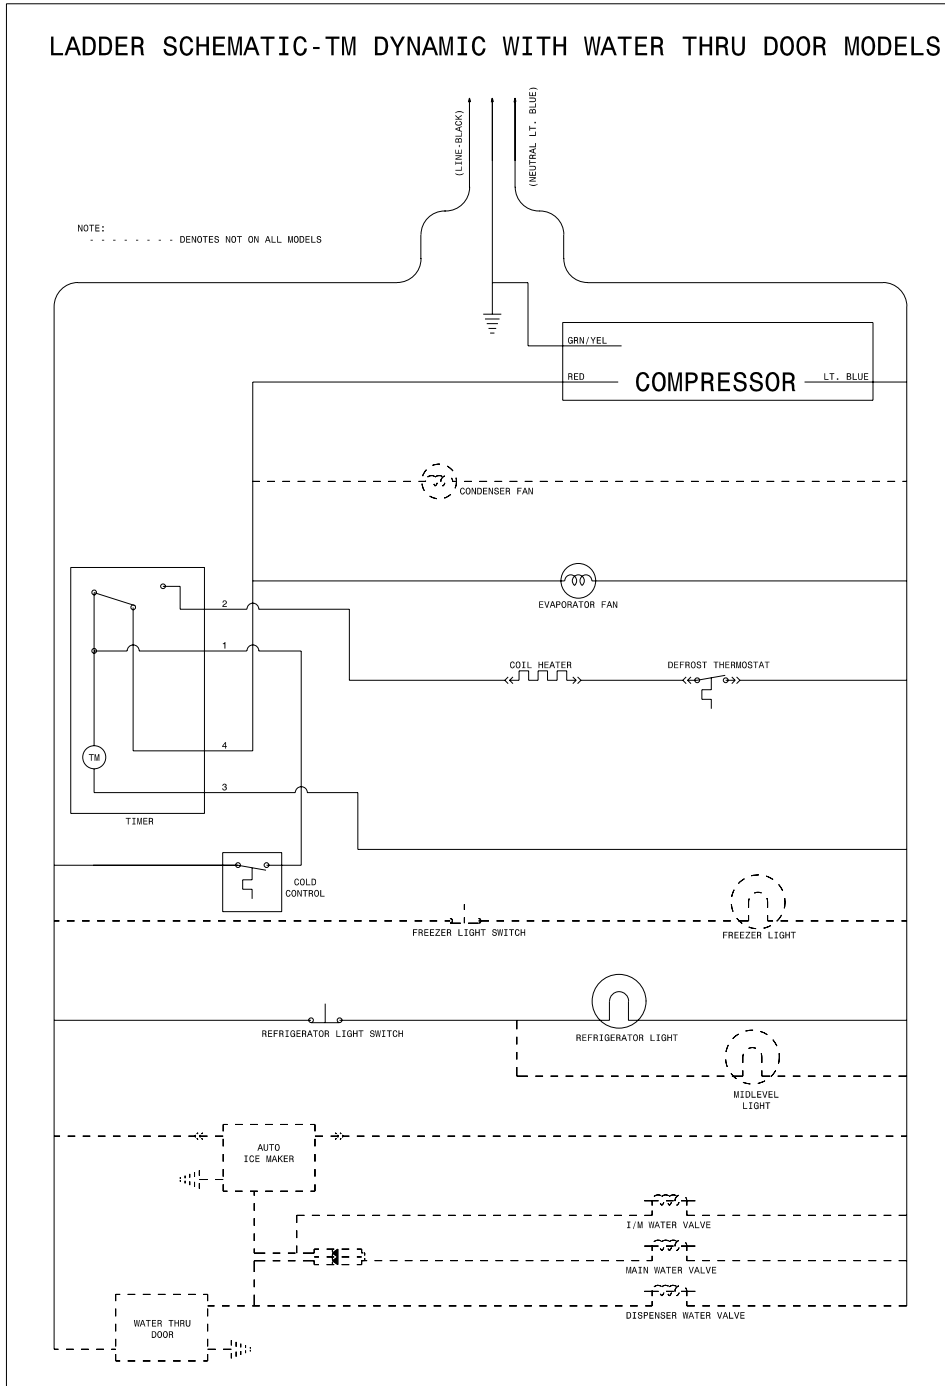 LADDER SCHEMATIC-TM DYNAMIC WITH WATER THRU DOOR MODELS
(LINE-BLACK)
(NEUTRAL LT. BLUE)
NOTE:
- - - - - - - - DENOTES NOT ON ALL MODELS
GRN/YEL
RED
COMPRESSOR
LT. BLUE
CONDENSER FAN
EVAPORATOR FAN
2
1
COIL HEATER
DEFROST THERMOSTAT
4
TM
3
TIMER
COLD
CONTROL
FREEZER LIGHT SWITCH
FREEZER LIGHT
REFRIGERATOR LIGHT SWITCH
REFRIGERATOR LIGHT
MIDLEVEL
LIGHT
AUTO
ICE MAKER
I/M WATER VALVE
MAIN WATER VALVE
DISPENSER WATER VALVE
WATER THRU
DOOR